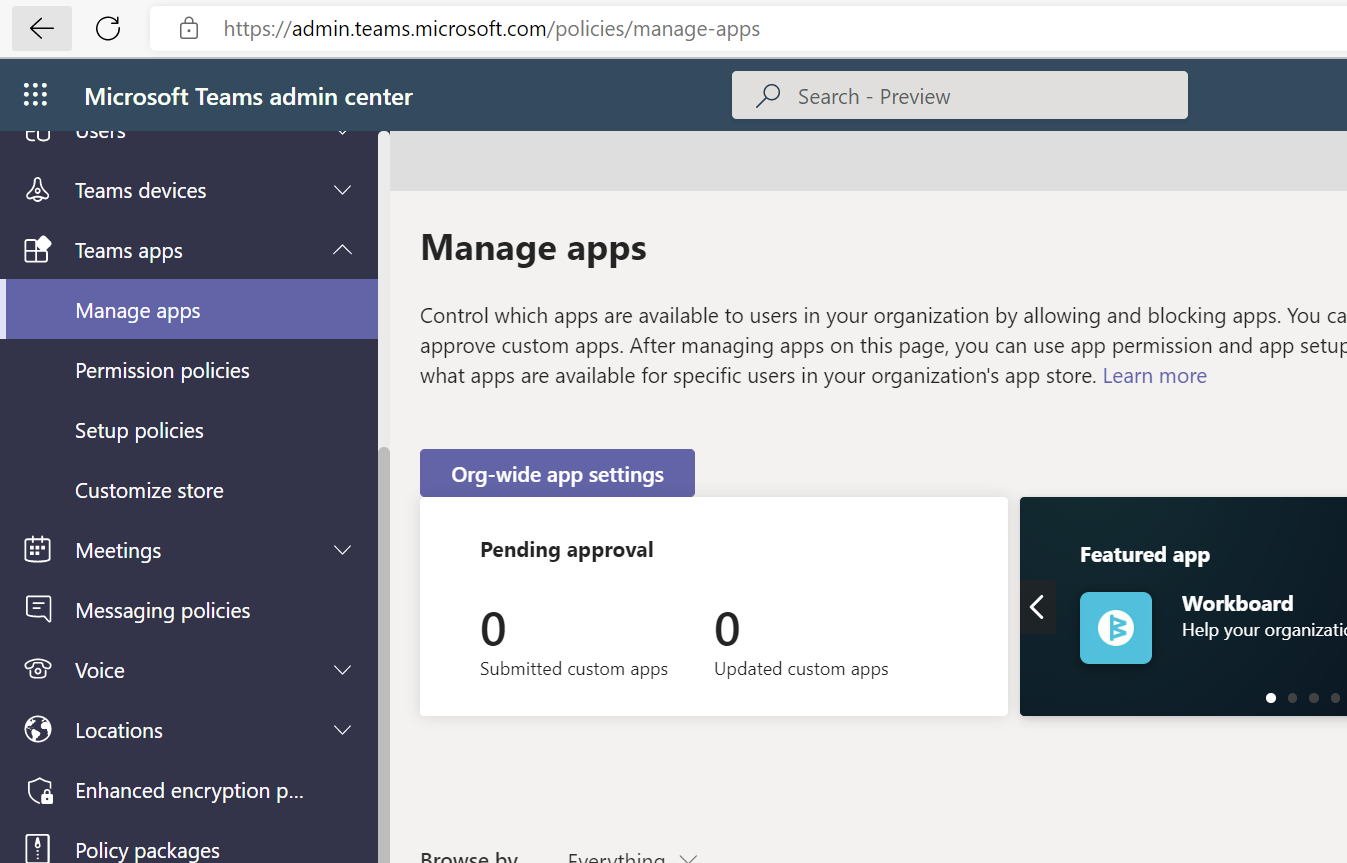 https://admin.teams.microsoft.com/policies/manage-apps
Microsoft Teams admin center
Search - Preview
Users
Teams devices
Teams apps
Manage apps
Permission policies
Setup policies
Customize store
Meetings
Messaging policies
Voice
Locations
Enhanced encryption p...
Policy packages
Manage apps
Control which apps are available to users in your organization by allowing and blocking apps. You ca
approve custom apps. After managing apps on this page, you can use app permission and app setup
what apps are available for specific users in your organization's app store. Learn more
Org-wide app settings
Pending approval
0
Submitted custom apps
0
Updated custom apps
Featured app
Workboard
Help your organizatio
Browse by
Everything